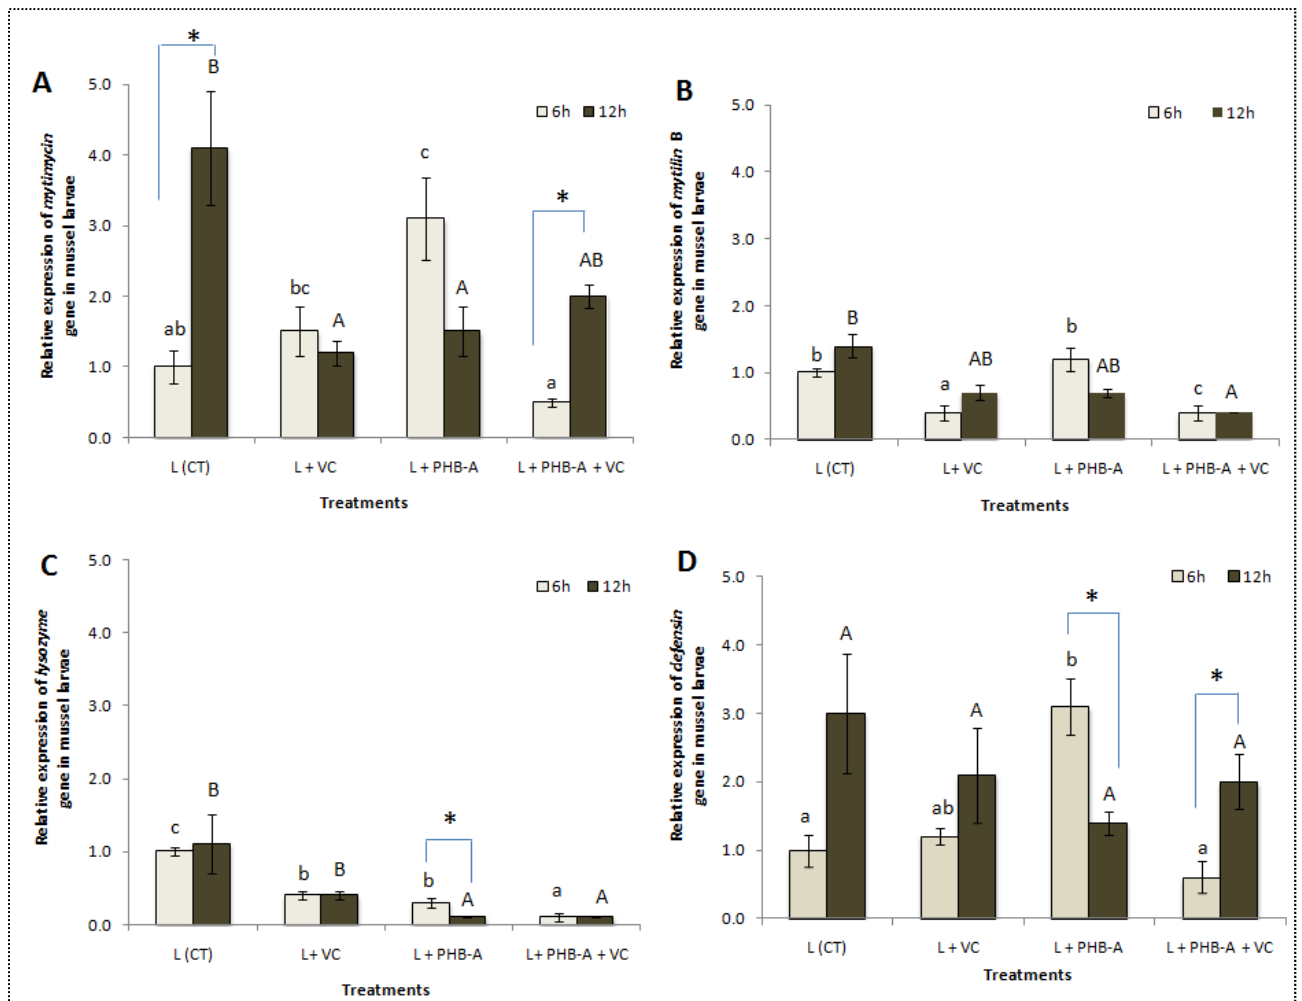 A
Relative expression of mytimycin
gene in mussel larvae
*
B
5.0
4.0
3.0
2.0
1.0
0.0
6h 12h
ab
bc
A
c
A
*
a
AB
L (CT) L + VC L + PHB-A L + PHB-A + VC
Treatments
B
Relative expression of mytilin B
gene in mussel larvae
5.0
4.0
3.0
2.0
1.0
0.0
6h 12h
b
B
a
AB
b
AB
c
A
L (CT) L+ VC L + PHB-A L + PHB-A + VC
Treatments
C
Relative expression of lysozyme
gene in mussel larvae
5.0
4.0
3.0
2.0
1.0
0.0
6h 12h
c
B
b
B
*
b
A
a
A
L (CT) L+ VC L + PHB-A L+ PHB-A + VC
Treatments
D
Relative expression of defensin
gene in mussel larvae
5.0
4.0
3.0
2.0
1.0
0.0
6h 12h
a
A
ab
A
*
b
A
*
a
A
L (CT) L + VC L + PHB-A L + PHB-A + VC
Treatments